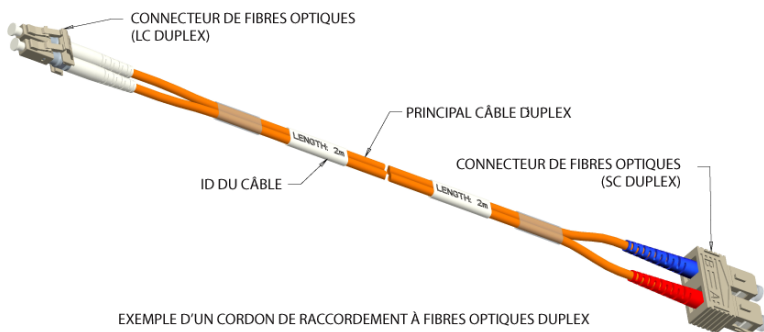 CONNECTEUR DE FIBRES OPTIQUES
(LC DUPLEX)
PRINCIPAL CÂBLE DUPLEX
LENGTH: 2m
CONNECTEUR DE FIBRES OPTIQUES
(SC DUPLEX)
ID DU CÂBLE
LENGTH: 2m
B
A
EXEMPLE D'UN CORDON DE RACCORDEMENT À FIBRES OPTIQUES DUPLEX